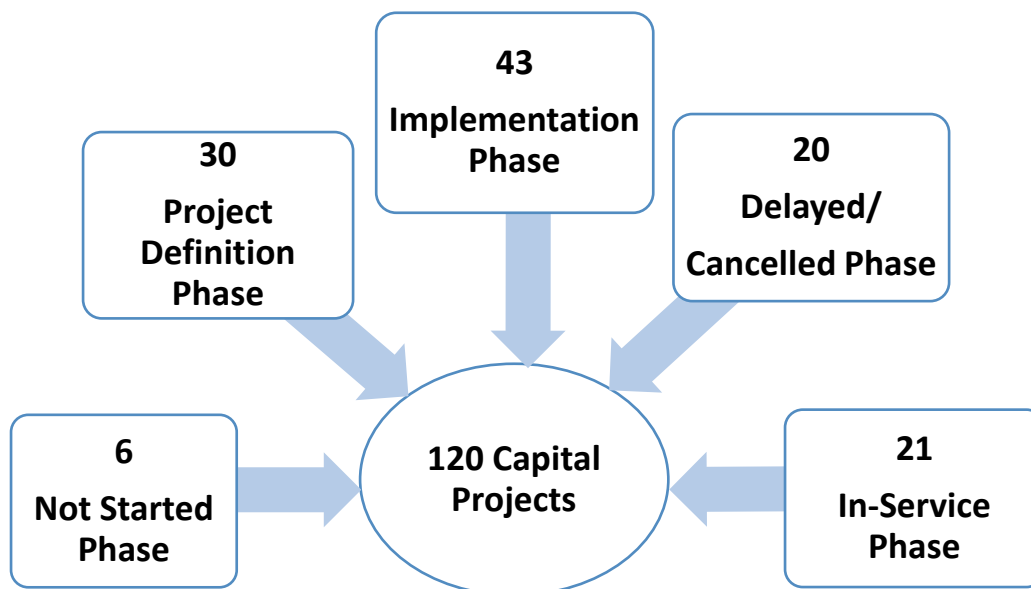 43
Implementation
Phase
30
Project
Definition
Phase
20
Delayed/
Cancelled Phase
6
Not Started
Phase
120 Capital
Projects
21
In-Service
Phase